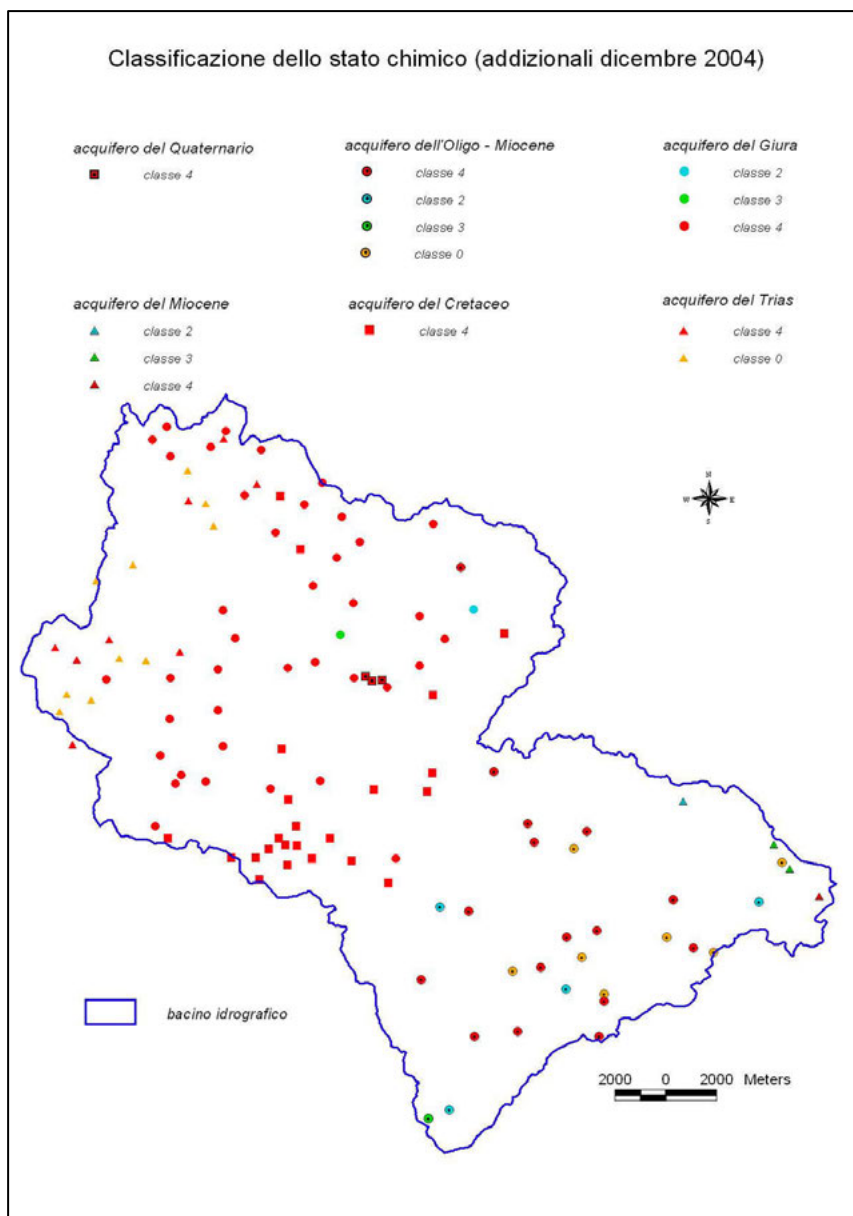 Classificazione dello stato chimico (addizionali dicembre 2004)
acquifero del Quaternario
classe 4
acquifero dell'Oligo - Miocene
classe 4
classe 2
classe 3
classe 0
acquifero del Giura
classe 2
classe 3
classe 4
acquifero del Miocene
classe 2
classe 3
classe 4
acquifero del Cretaceo
classe 4
acquifero del Trias
classe 4
classe 0
N
W E
S
bacino idrografico
2000 0 2000 Meters